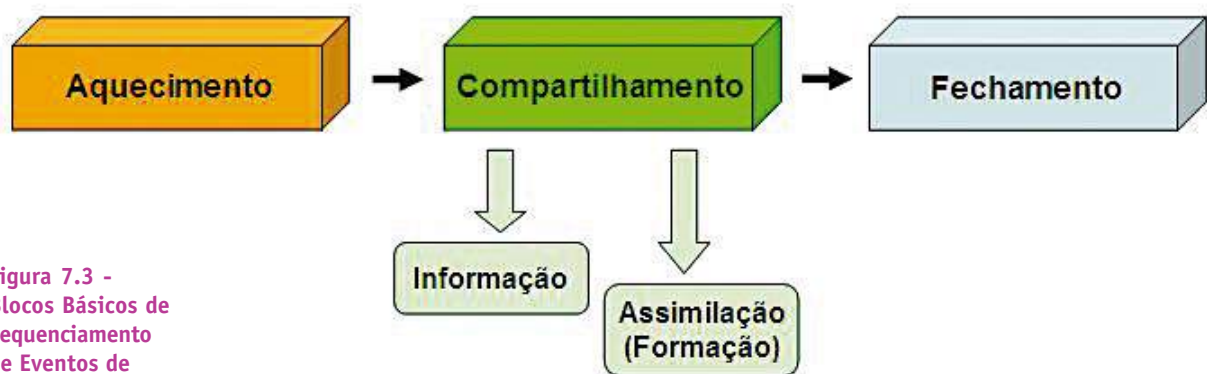 Aquecimento
Compartilhamento
Fechamento
Informação
Assimilação
(Formação)
igura 7.3 -
locos Básicos de
equenciamento
e Eventos de